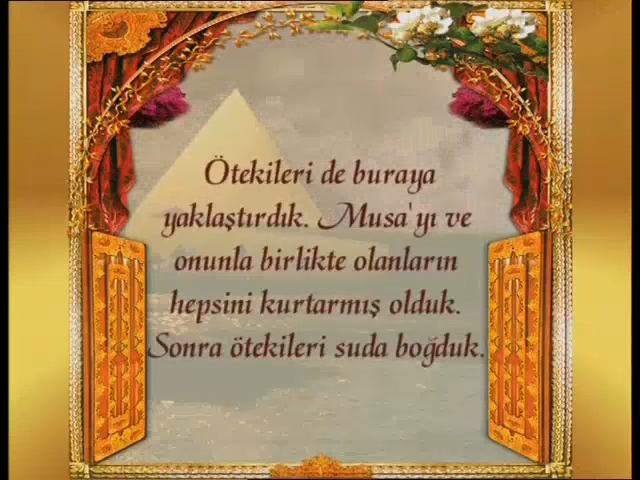 Ötekileri de buraya
yaklaştırdık. Musa'yı ve
onunla birlikte olanların
hepsini kurtarmış olduk.
Sonra ötekileri suda boğduk.